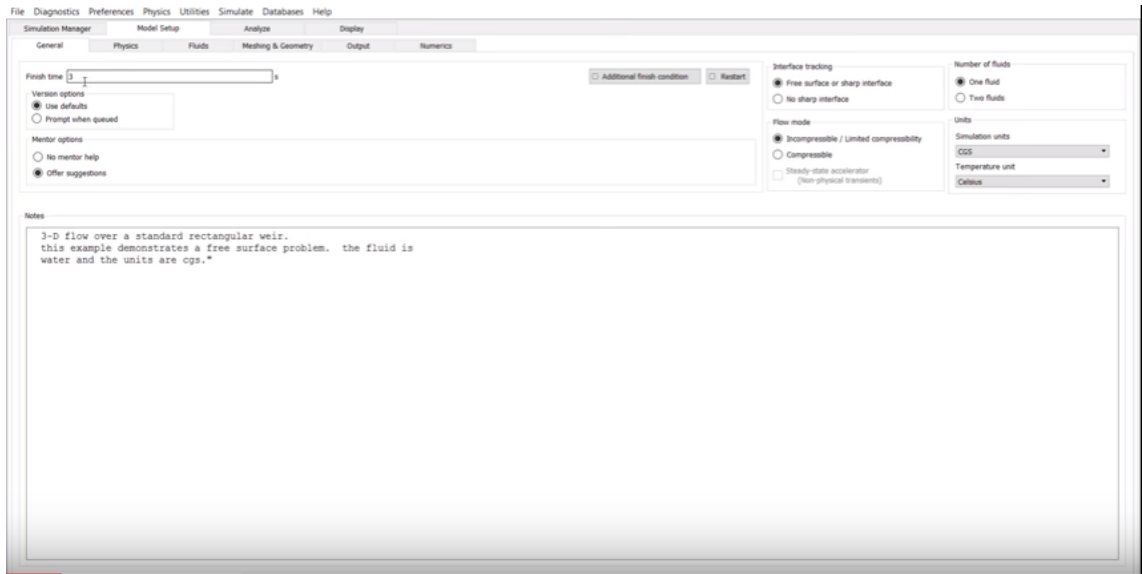 File Diagnostics Preferences Physics Utilities Simulate Databases Help
Simulation Manager Model Setup Analyze Display
General Physics Fluids Meshing & Geometry Output Numerics
Finish time 3 s
Additional finish condition Restart
Version options
Use defaults
Prompt when queued
Mentor options
No mentor help
Offer suggestions
Interface tracking
Free surface or sharp interface
No sharp interface
Flow mode
Incompressible / Limited compressibility
Compressible
Steady-state accelerator
(Non-physical transients)
Number of fluids
One fluid
Two fluids
Units
Simulation units
CGS
Temperature unit
Celsius
Notes
3-D flow over a standard rectangular weir.
this example demonstrates a free surface problem.  the fluid is
water and the units are cgs."